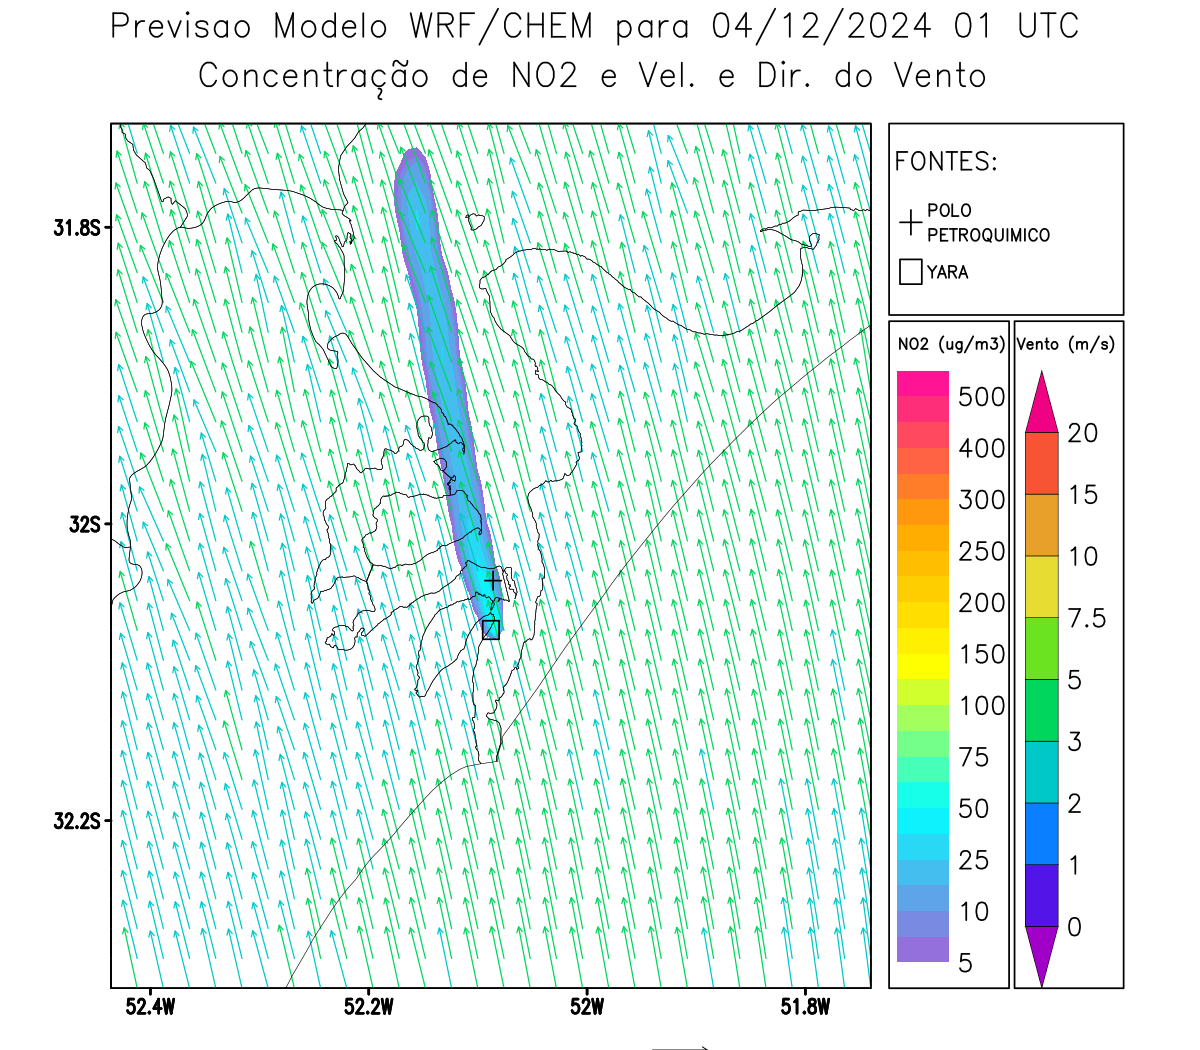 Previsao Modelo WRF/CHEM para 04/12/2024 01 UTC
Concentração de NO2 e Vel. e Dir. do Vento
FONTES:
POLO
PETROQUIMICO
YARA
NO2 (ug/m3)
500
400
300
250
200
150
100
75
50
25
10
5
Vento (m/s)
20
15
10
7.5
5
3
2
1
0
31.8S
32S
32.2S
52.4W
52.2W
52W
51.8W